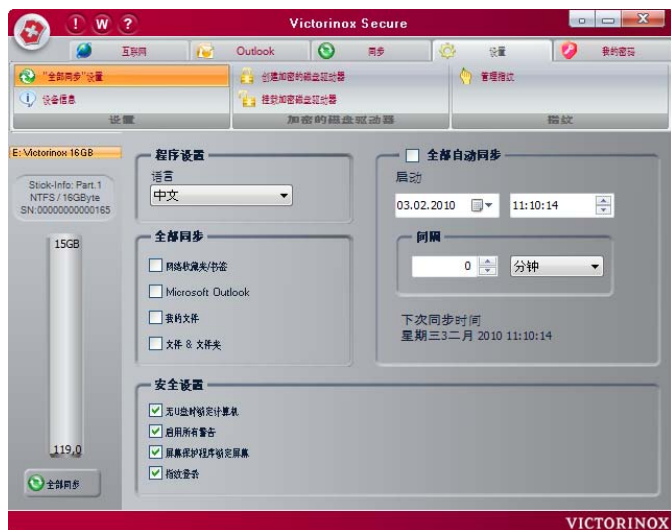 ! W ?
Victorinox Secure
互联网
Outlook
同步
设置
我的密码
"全部同步"设置
设备信息
设置
创建加密的磁盘驱动器
挂载加密磁盘驱动器
加密的磁盘驱动器
管理指纹
指纹
E: Victorinox 16GB
Stick-Info: Part.1
NTFS / 16GByte
SN:00000000000165
15GB
119,0
全部同步
程序设置
语言
中文
全部同步
网络收藏夹/书签
Microsoft Outlook
我的文件
文件 & 文件夹
全部自动同步
启动
03.02.2010
11:10:14
间隔
0
分钟
下次同步时间
星期三3二月 2010 11:10:14
安全设置
无U盘时锁定计算机
启用所有警告
屏幕保护程序锁定屏幕
指纹登录
VICTORINOX